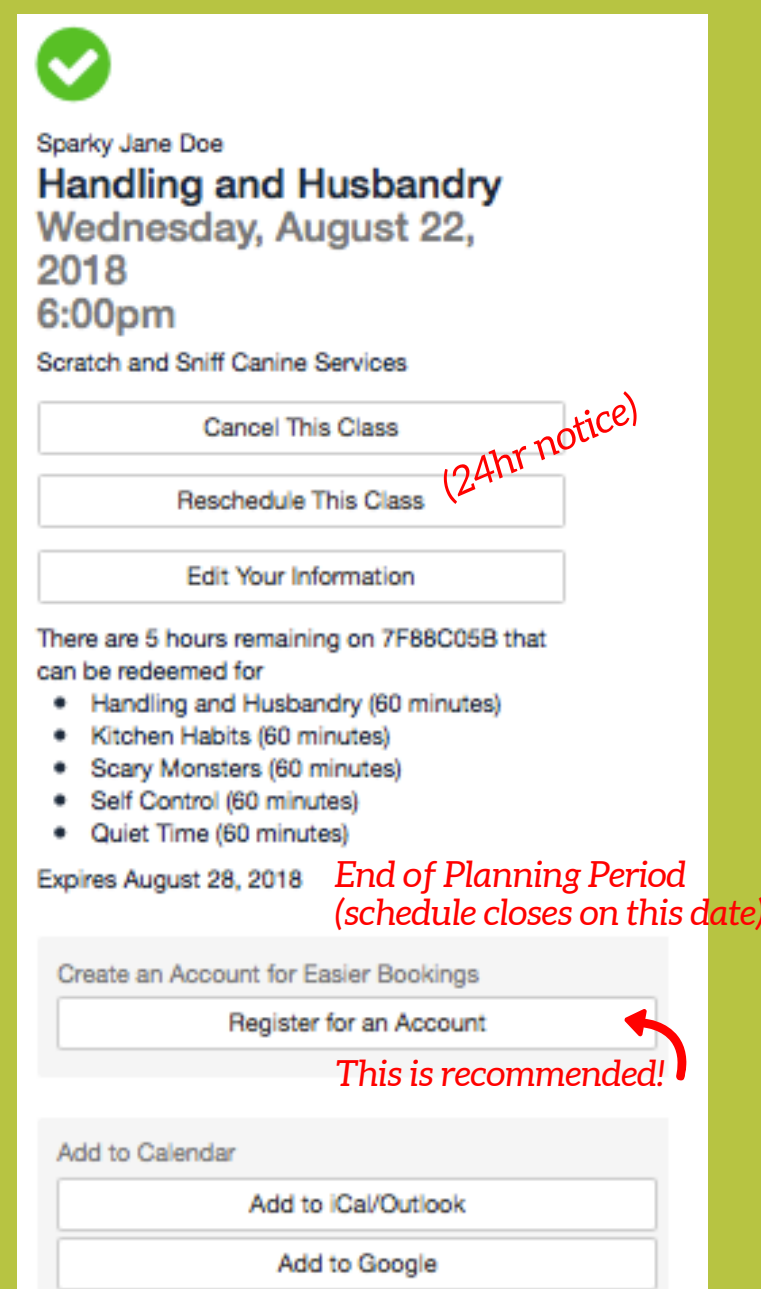 Sparky Jane Doe
Handling and Husbandry
Wednesday, August 22,
2018
6:00pm
Scratch and Sniff Canine Services
Cancel This Class
(24hr notice)
Reschedule This Class
Edit Your Information
There are 5 hours remaining on 7F88C05B that
can be redeemed for
• Handling and Husbandry (60 minutes)
• Kitchen Habits (60 minutes)
• Scary Monsters (60 minutes)
• Self Control (60 minutes)
• Quiet Time (60 minutes)
Expires August 28, 2018
End of Planning Period
(schedule closes on this date)
Create an Account for Easier Bookings
Register for an Account
This is recommended!
Add to Calendar
Add to iCal/Outlook
Add to Google